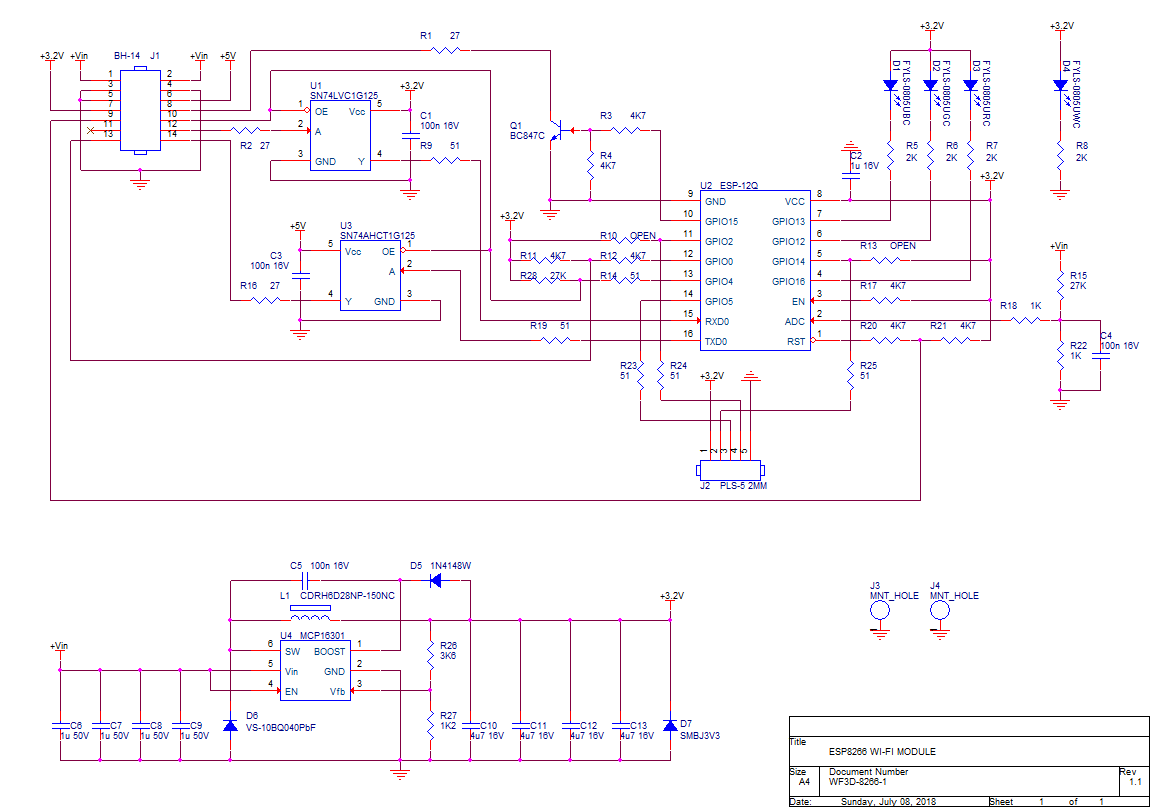 R1 27
+3.2V +Vin BH-14 J1 +Vin +5V
1 2
3 4
5 6
7 8
9 10
11 12
13 14
R2 27
U1
SN74LVC1G125
1 OE Vcc 5
2 A
3 GND Y 4
+3.2V
C1
100n 16V
R9 51
Q1
BC847C
R3 4K7
R4
4K7
+3.2V
D1 FYLS-0805UBC
D2 FYLS-0805UGC
D3 FYLS-0805URC
R5
2K
R6
2K
R7
2K
+3.2V
D4 FYLS-0805UWC
R8
2K
C2
1u 16V
+3.2V
U2 ESP-12Q
9 GND VCC 8
10 GPIO15 GPIO13 7
11 GPIO2 GPIO12 6
12 GPIO0 GPIO14 5
13 GPIO4 GPIO16 4
14 GPIO5 EN 3
15 RXD0 ADC 2
16 TXD0 RST 1
+3.2V
R10 OPEN
R11 4K7
R12 4K7
R28 27K
R14 51
R13 OPEN
R17 4K7
R20 4K7
R21 4K7
R18 1K
+Vin
R15
27K
R22
1K
C4
100n 16V
+5V
C3
100n 16V
R16 27
U3
SN74AHCT1G125
5 Vcc OE 1
A 2
4 Y GND 3
R19 51
R23
51
R24
51
R25
51
+3.2V
1 2 3 4 5
J2 PLS-5 2MM
C5 100n 16V
D5 1N4148W
L1 CDRH6D28NP-150NC
U4 MCP16301
6 SW BOOST 1
5 Vin GND 2
4 EN Vfb 3
+Vin
C6
1u 50V
C7
1u 50V
C8
1u 50V
C9
1u 50V
D6
VS-10BQ040PbF
R26
3K6
R27
1K2
C10
4u7 16V
C11
4u7 16V
C12
4u7 16V
C13
4u7 16V
+3.2V
D7
SMBJ3V3
J3
MNT_HOLE
J4
MNT_HOLE
Title
ESP8266 WI-FI MODULE
Size Document Number Rev
A4 WF3D-8266-1 1.1
Date: Sunday, July 08, 2018 Sheet 1 of 1